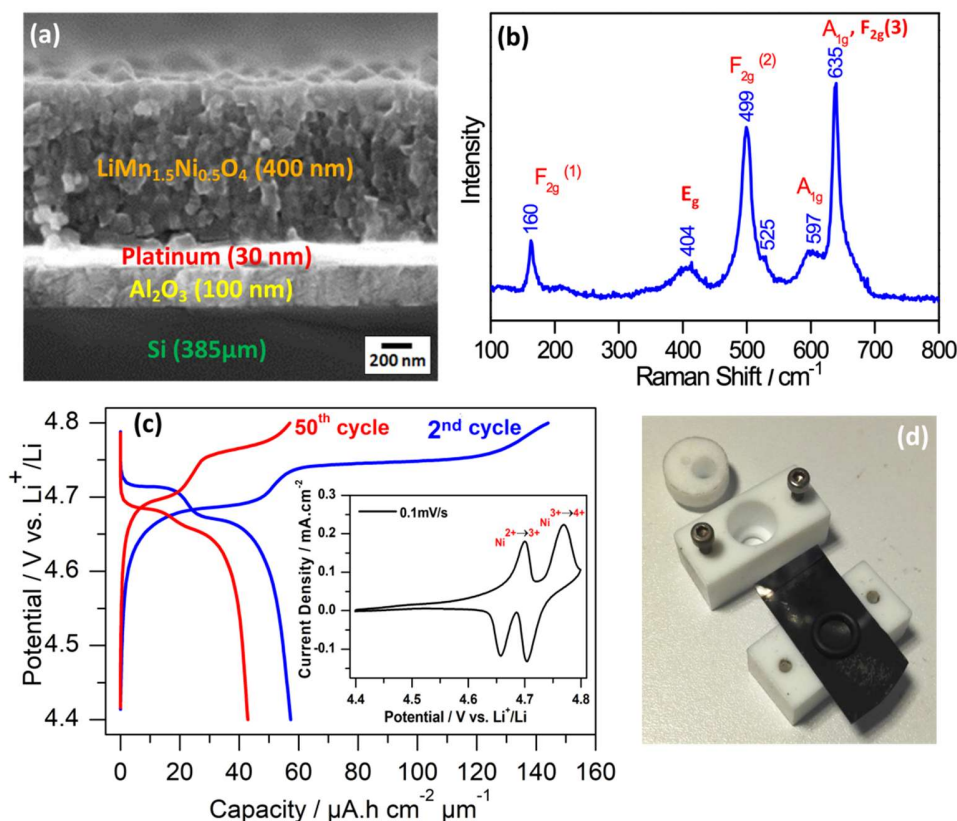 (a)
LiMn₁.₅Ni₀.₅O₄ (400 nm)
Platinum (30 nm)
Al₂O₃ (100 nm)
Si (385µm)
200 nm
(b)
A₁g, F₂g(3)
F₂g ⁽²⁾
F₂g ⁽¹⁾
E_g
A₁g
160
404
499
525
597
635
Intensity
100 200 300 400 500 600 700 800
Raman Shift / cm⁻¹
(c)
50ᵗʰ cycle
2ⁿᵈ cycle
4.8
4.7
4.6
4.5
4.4
Potential / V vs. Li⁺/Li
0 20 40 60 80 100 120 140 160
Capacity / µA.h cm⁻² µm⁻¹
0.1mV/s
Ni²⁺→³⁺
Ni³⁺→⁴⁺
0.3
0.2
0.1
0.0
-0.1
Current Density / mA.cm⁻²
4.4 4.5 4.6 4.7 4.8
Potential / V vs. Li⁺/Li
(d)